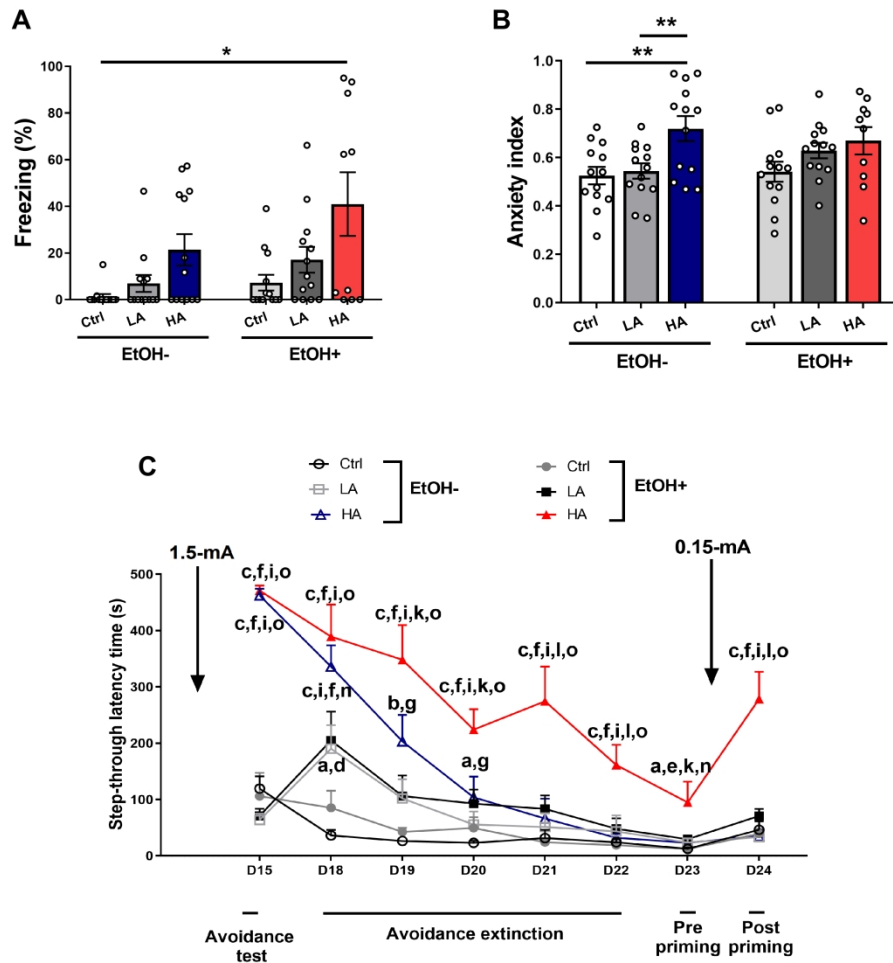 A
*
Freezing (%)
100
80
60
40
20
0
Ctrl LA HA Ctrl LA HA
EtOH- EtOH+
B
**
**
Anxiety index
1.0
0.8
0.6
0.4
0.2
0.0
Ctrl LA HA Ctrl LA HA
EtOH- EtOH+
C
Ctrl Ctrl
LA EtOH- LA EtOH+
HA HA
1.5-mA 0.15-mA
Step-through latency time (s)
500
400
300
200
100
0
c,f,i,o
c,f,i,o
c,f,i,o
c,i,f,n
a,d
c,f,i,k,o
b,g
c,f,i,k,o
a,g
c,f,i,l,o
c,f,i,l,o
a,e,k,n
c,f,i,l,o
D15 D18 D19 D20 D21 D22 D23 D24
Avoidance
test
Avoidance extinction
Pre
priming
Post
priming